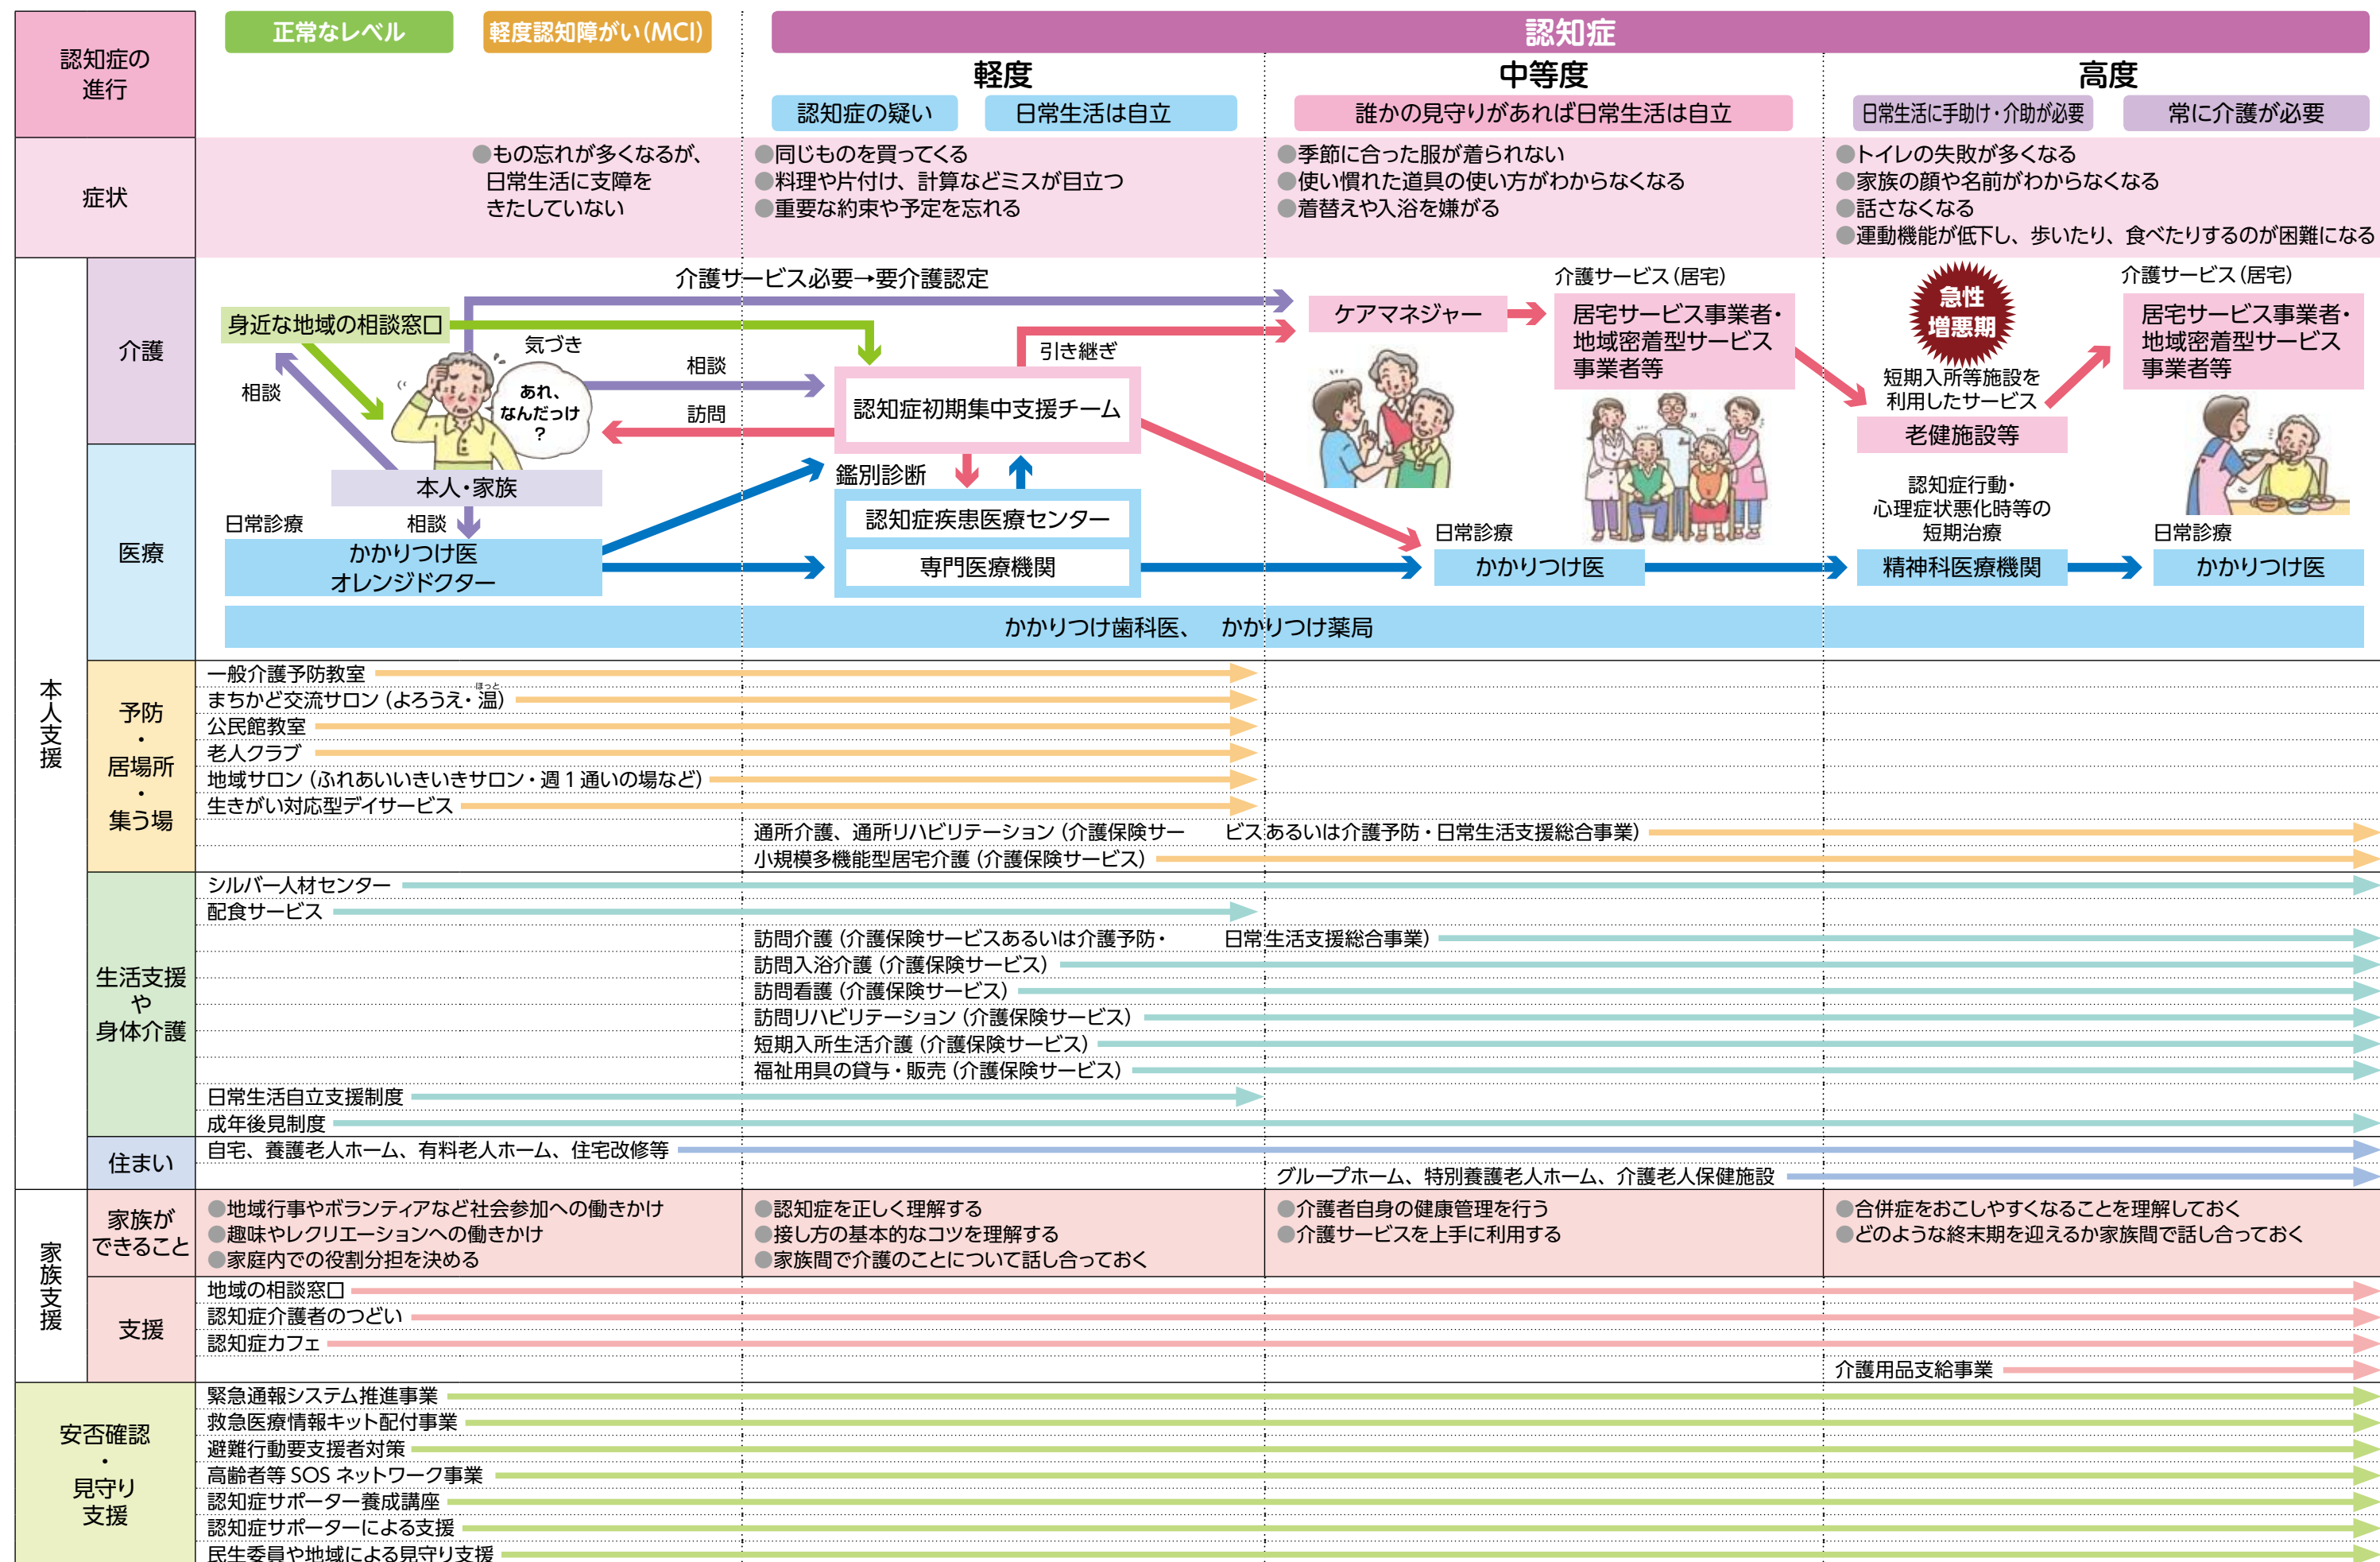 認知症の
進行
正常なレベル
軽度認知障がい(MCI)
認知症
軽度
中等度
高度
認知症の疑い
日常生活は自立
誰かの見守りがあれば日常生活は自立
日常生活に手助け・介助が必要
常に介護が必要
症状
●もの忘れが多くなるが、
日常生活に支障を
きたしていない
●同じものを買ってくる
●料理や片付け、計算などミスが目立つ
●重要な約束や予定を忘れる
●季節に合った服が着られない
●使い慣れた道具の使い方がわからなくなる
●着替えや入浴を嫌がる
●トイレの失敗が多くなる
●家族の顔や名前がわからなくなる
●話さなくなる
●運動機能が低下し、歩いたり、食べたりするのが困難になる
本人支援
介護
介護サービス必要→要介護認定
身近な地域の相談窓口
気づき
相談
あれ、
なんだっけ
?
相談
訪問
本人・家族
引き継ぎ
認知症初期集中支援チーム
ケアマネジャー
介護サービス(居宅)
居宅サービス事業者・
地域密着型サービス
事業者等
急性
増悪期
短期入所等施設を
利用したサービス
老健施設等
介護サービス(居宅)
居宅サービス事業者・
地域密着型サービス
事業者等
医療
日常診療
相談
かかりつけ医
オレンジドクター
鑑別診断
認知症疾患医療センター
専門医療機関
日常診療
かかりつけ医
認知症行動・
心理症状悪化時等の
短期治療
精神科医療機関
日常診療
かかりつけ医
かかりつけ歯科医、 かかりつけ薬局
予防
・
居場所
・
集う場
一般介護予防教室
ほっと
まちかど交流サロン(よろうえ・温)
公民館教室
老人クラブ
地域サロン(ふれあいいきいきサロン・週1通いの場など)
生きがい対応型デイサービス
通所介護、通所リハビリテーション(介護保険サービスあるいは介護予防・日常生活支援総合事業)
小規模多機能型居宅介護(介護保険サービス)
生活支援
や
身体介護
シルバー人材センター
配食サービス
訪問介護(介護保険サービスあるいは介護予防・日常生活支援総合事業)
訪問入浴介護(介護保険サービス)
訪問看護(介護保険サービス)
訪問リハビリテーション(介護保険サービス)
短期入所生活介護(介護保険サービス)
福祉用具の貸与・販売(介護保険サービス)
日常生活自立支援制度
成年後見制度
住まい
自宅、養護老人ホーム、有料老人ホーム、住宅改修等
グループホーム、特別養護老人ホーム、介護老人保健施設
家族支援
家族が
できること
●地域行事やボランティアなど社会参加への働きかけ
●趣味やレクリエーションへの働きかけ
●家庭内での役割分担を決める
●認知症を正しく理解する
●接し方の基本的なコツを理解する
●家族間で介護のことについて話し合っておく
●介護者自身の健康管理を行う
●介護サービスを上手に利用する
●合併症をおこしやすくなることを理解しておく
●どのような終末期を迎えるか家族間で話し合っておく
支援
地域の相談窓口
認知症介護者のつどい
認知症カフェ
介護用品支給事業
安否確認
・
見守り
支援
緊急通報システム推進事業
救急医療情報キット配付事業
避難行動要支援者対策
高齢者等SOSネットワーク事業
認知症サポーター養成講座
認知症サポーターによる支援
民生委員や地域による見守り支援